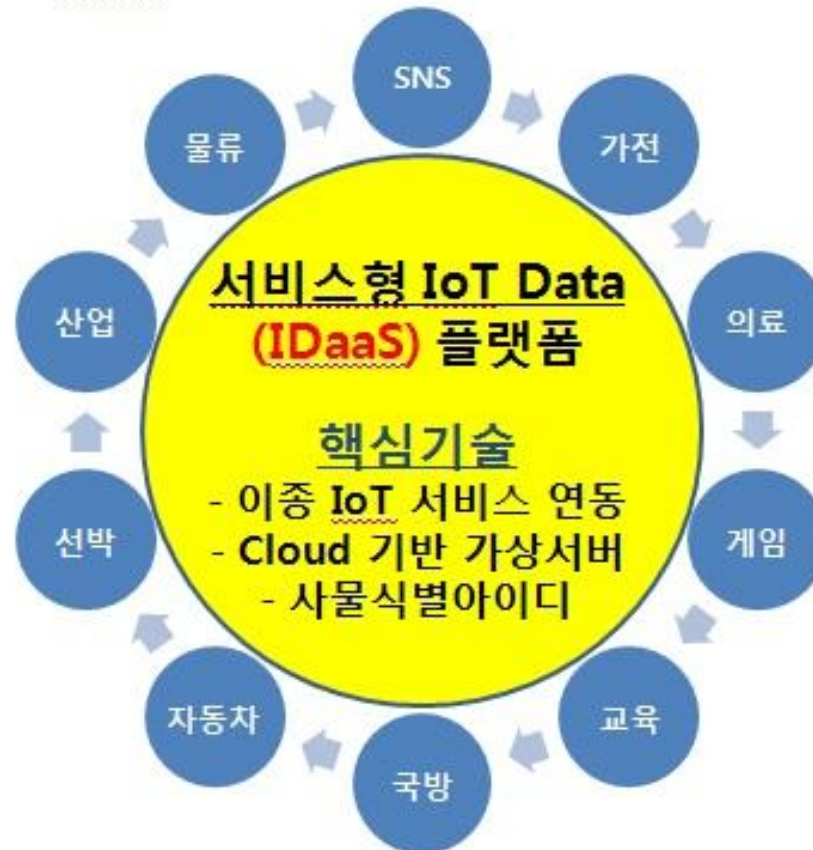 SNS
가전
의료
게임
교육
국방
자동차
선박
산업
물류
서비스형 IoT Data
(IDaaS) 플랫폼
핵심기술
- 이종 IoT 서비스 연동
- Cloud 기반 가상서버
- 사물식별아이디